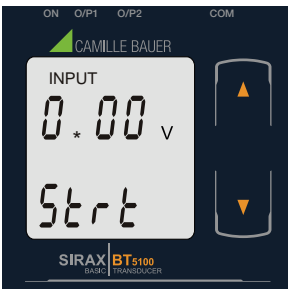 ON O/P1 O/P2 COM
CAMILLE BAUER
INPUT
0.00 V
Strt
SIRAX BT5100
BASIC TRANSDUCER